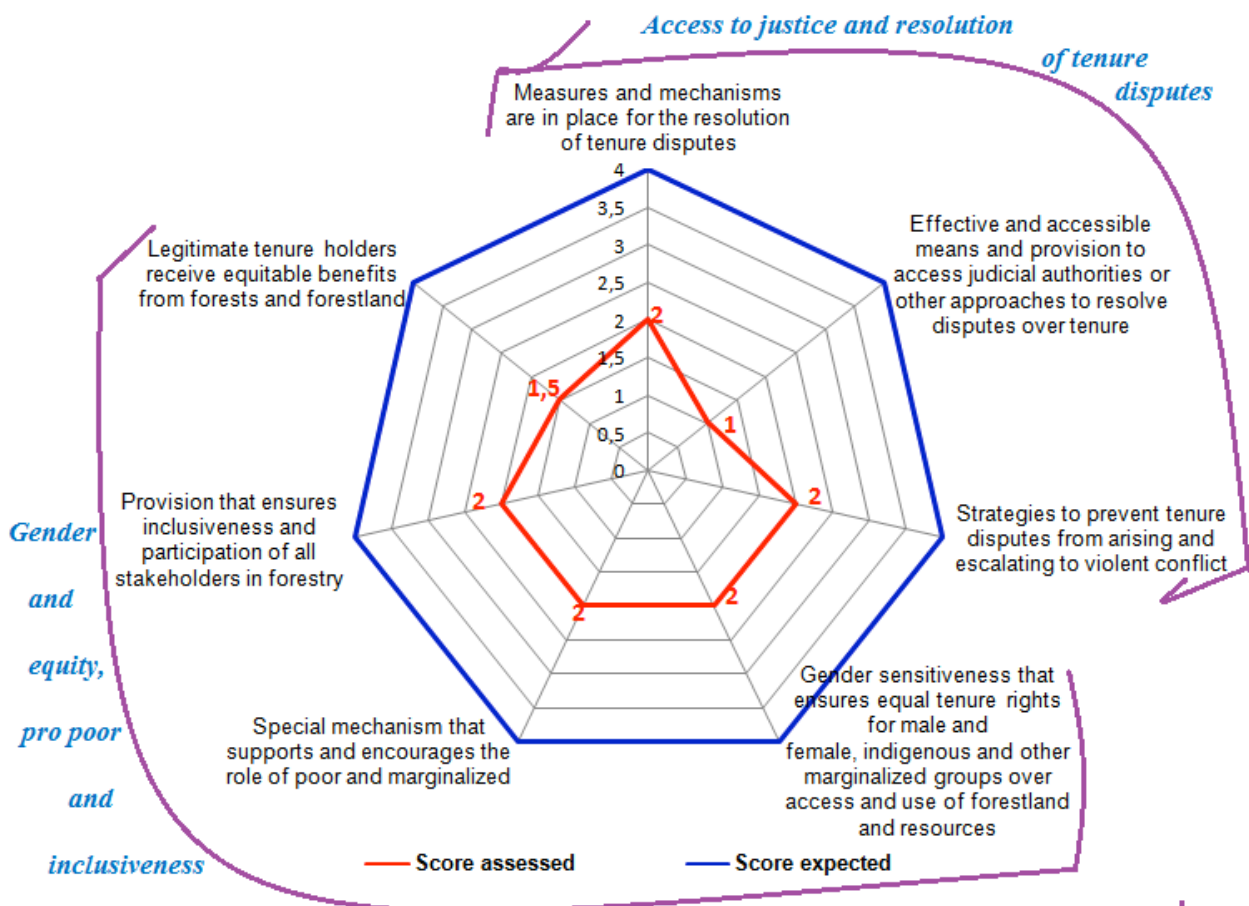 Access to justice and resolution
of tenure
disputes
Measures and mechanisms
are in place for the resolution
of tenure disputes
4
3,5
3
2,5
2
1,5
1
0,5
0
2
1
2
2
2
2
1,5
Effective and accessible
means and provision to
access judicial authorities or
other approaches to resolve
disputes over tenure
Strategies to prevent tenure
disputes from arising and
escalating to violent conflict
Gender sensitiveness that
ensures equal tenure rights
for male and
female, indigenous and other
marginalized groups over
access and use of forestland
and resources
Special mechanism that
supports and encourages the
role of poor and marginalized
Provision that ensures
inclusiveness and
participation of all
stakeholders in forestry
Legitimate tenure holders
receive equitable benefits
from forests and forestland
Gender
and
equity,
pro poor
and
inclusiveness
Score assessed
Score expected